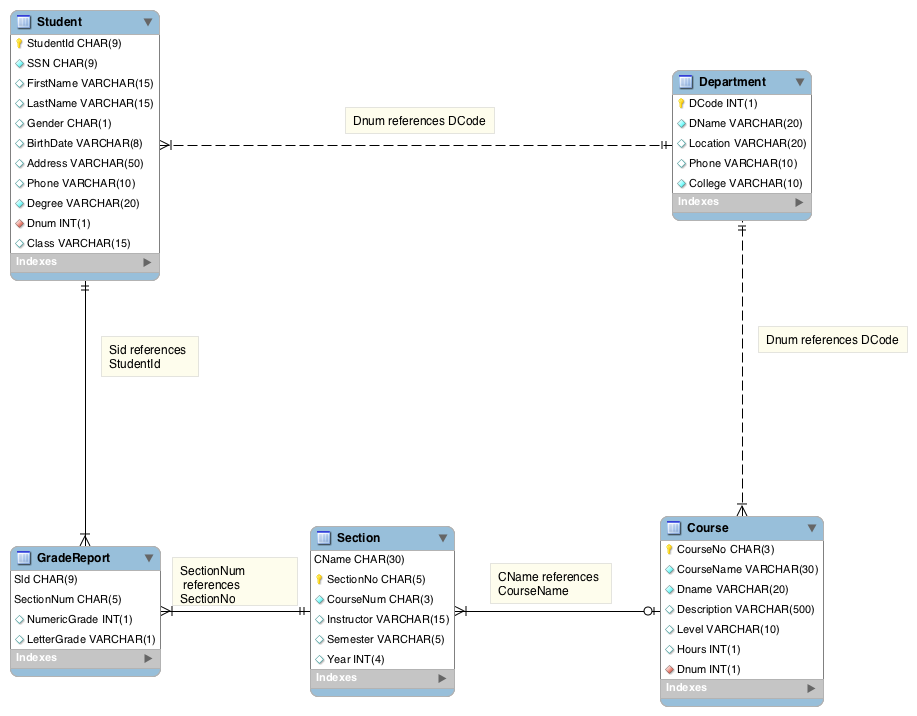 Student
StudentId CHAR(9)
SSN CHAR(9)
FirstName VARCHAR(15)
LastName VARCHAR(15)
Gender CHAR(1)
BirthDate VARCHAR(8)
Address VARCHAR(50)
Phone VARCHAR(10)
Degree VARCHAR(20)
Dnum INT(1)
Class VARCHAR(15)
Indexes
Dnum references DCode
Department
DCode INT(1)
DName VARCHAR(20)
Location VARCHAR(20)
Phone VARCHAR(10)
College VARCHAR(10)
Indexes
Sid references
StudentId
Dnum references DCode
GradeReport
SId CHAR(9)
SectionNum CHAR(5)
NumericGrade INT(1)
LetterGrade VARCHAR(1)
Indexes
SectionNum
references
SectionNo
Section
CName CHAR(30)
SectionNo CHAR(5)
CourseNum CHAR(3)
Instructor VARCHAR(15)
Semester VARCHAR(5)
Year INT(4)
Indexes
CName references
CourseName
Course
CourseNo CHAR(3)
CourseName VARCHAR(30)
Dname VARCHAR(20)
Description VARCHAR(500)
Level VARCHAR(10)
Hours INT(1)
Dnum INT(1)
Indexes